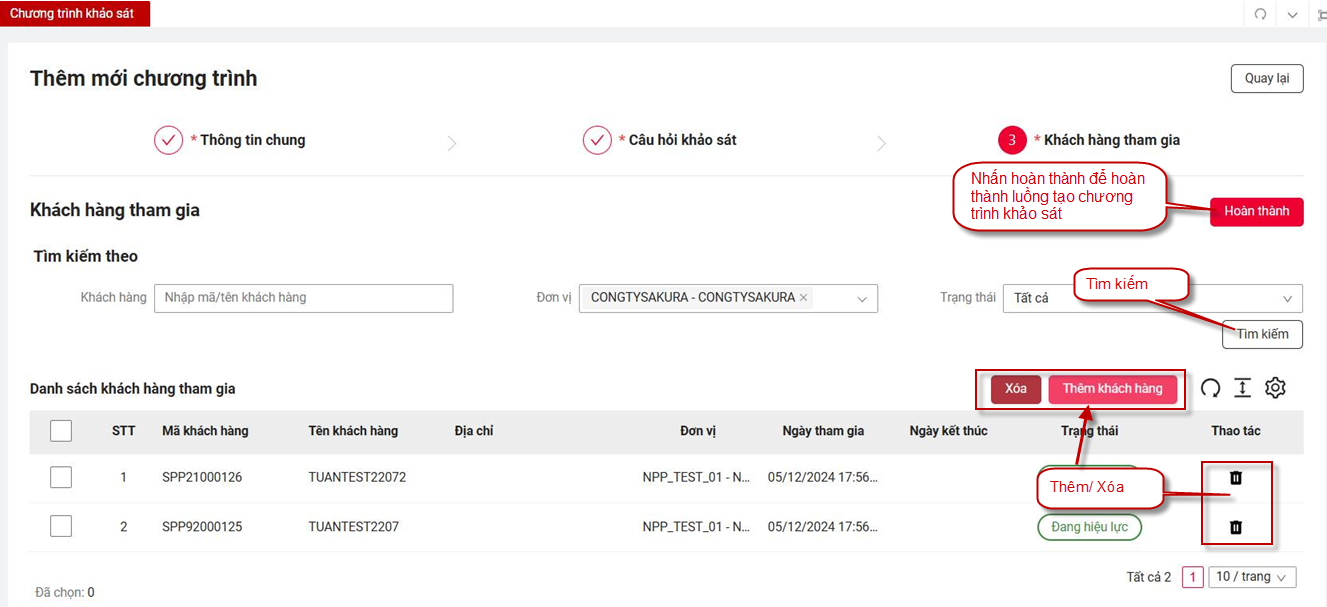 Chương trình khảo sát
Thêm mới chương trình
Quay lại
* Thông tin chung
* Câu hỏi khảo sát
3 * Khách hàng tham gia
Nhấn hoàn thành để hoàn
thành luồng tạo chương
trình khảo sát
Khách hàng tham gia
Hoàn thành
Tìm kiếm theo
Khách hàng Nhập mã/tên khách hàng Đơn vị CONGTYSAKURA - CONGTYSAKURA × Trạng thái Tất cả
Tìm kiếm
Tìm kiếm
Danh sách khách hàng tham gia Xóa Thêm khách hàng
STT Mã khách hàng Tên khách hàng Địa chỉ Đơn vị Ngày tham gia Ngày kết thúc Trạng thái Thao tác
1 SPP21000126 TUANTEST22072 NPP_TEST_01 - N... 05/12/2024 17:56...
Thêm/ Xóa
2 SPP92000125 TUANTEST2207 NPP_TEST_01 - N... 05/12/2024 17:56... Đang hiệu lực
Tất cả 2 1 10 / trang
Đã chọn: 0